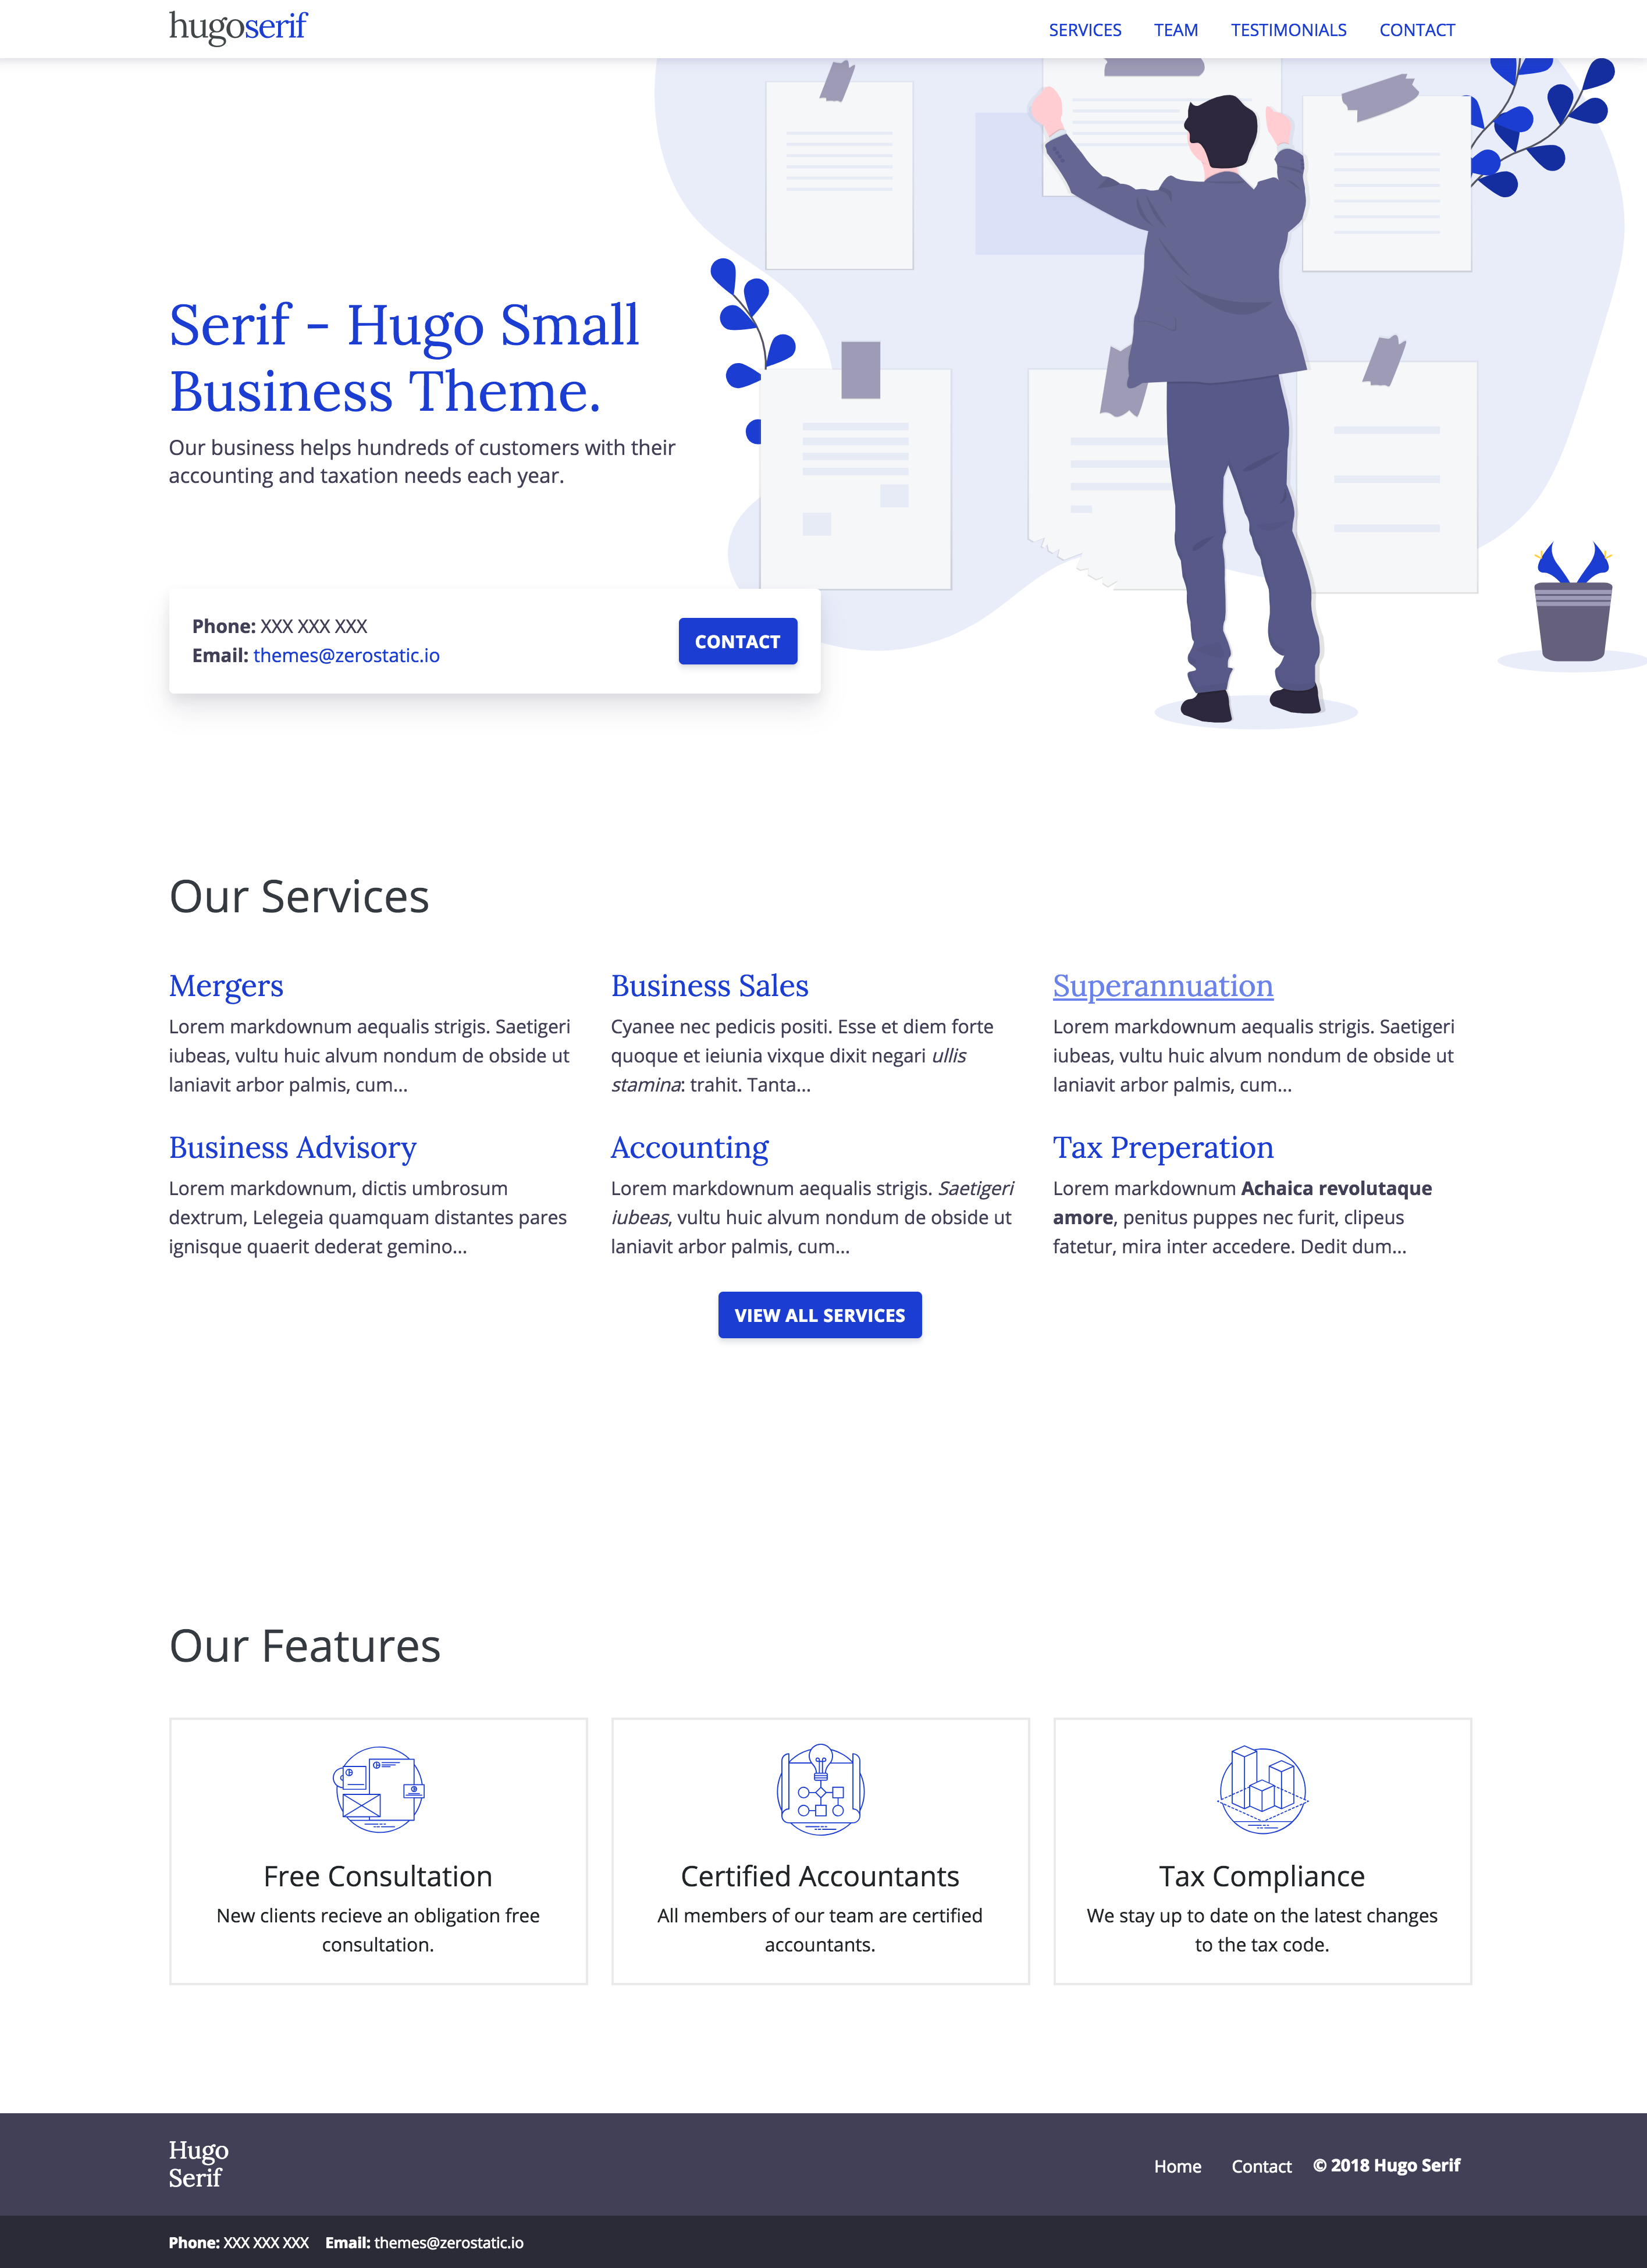 hugoserif
SERVICES TEAM TESTIMONIALS CONTACT
Serif - Hugo Small
Business Theme.
Our business helps hundreds of customers with their
accounting and taxation needs each year.
Phone: XXX XXX XXX
Email: themes@zerostatic.io
CONTACT
Our Services
Mergers
Lorem markdownum aequalis strigis. Saetigeri
iubeas, vultu huic alvum nondum de obside ut
laniavit arbor palmis, cum...
Business Sales
Cyanee nec pedicis positi. Esse et diem forte
quoque et ieiunia vixque dixit negari ullis
stamina: trahit. Tanta...
Superannuation
Lorem markdownum aequalis strigis. Saetigeri
iubeas, vultu huic alvum nondum de obside ut
laniavit arbor palmis, cum...
Business Advisory
Lorem markdownum, dictis umbrosum
dextrum, Lelegeia quamquam distantes pares
ignisque quaerit dederat gemino...
Accounting
Lorem markdownum aequalis strigis. Saetigeri
iubeas, vultu huic alvum nondum de obside ut
laniavit arbor palmis, cum...
Tax Preperation
Lorem markdownum Achaica revolutaque
amore, penitus puppes nec furit, clipeus
fatetur, mira inter accedere. Dedit dum...
VIEW ALL SERVICES
Our Features
Free Consultation
New clients recieve an obligation free
consultation.
Certified Accountants
All members of our team are certified
accountants.
Tax Compliance
We stay up to date on the latest changes
to the tax code.
Hugo
Serif
Home Contact © 2018 Hugo Serif
Phone: XXX XXX XXX Email: themes@zerostatic.io